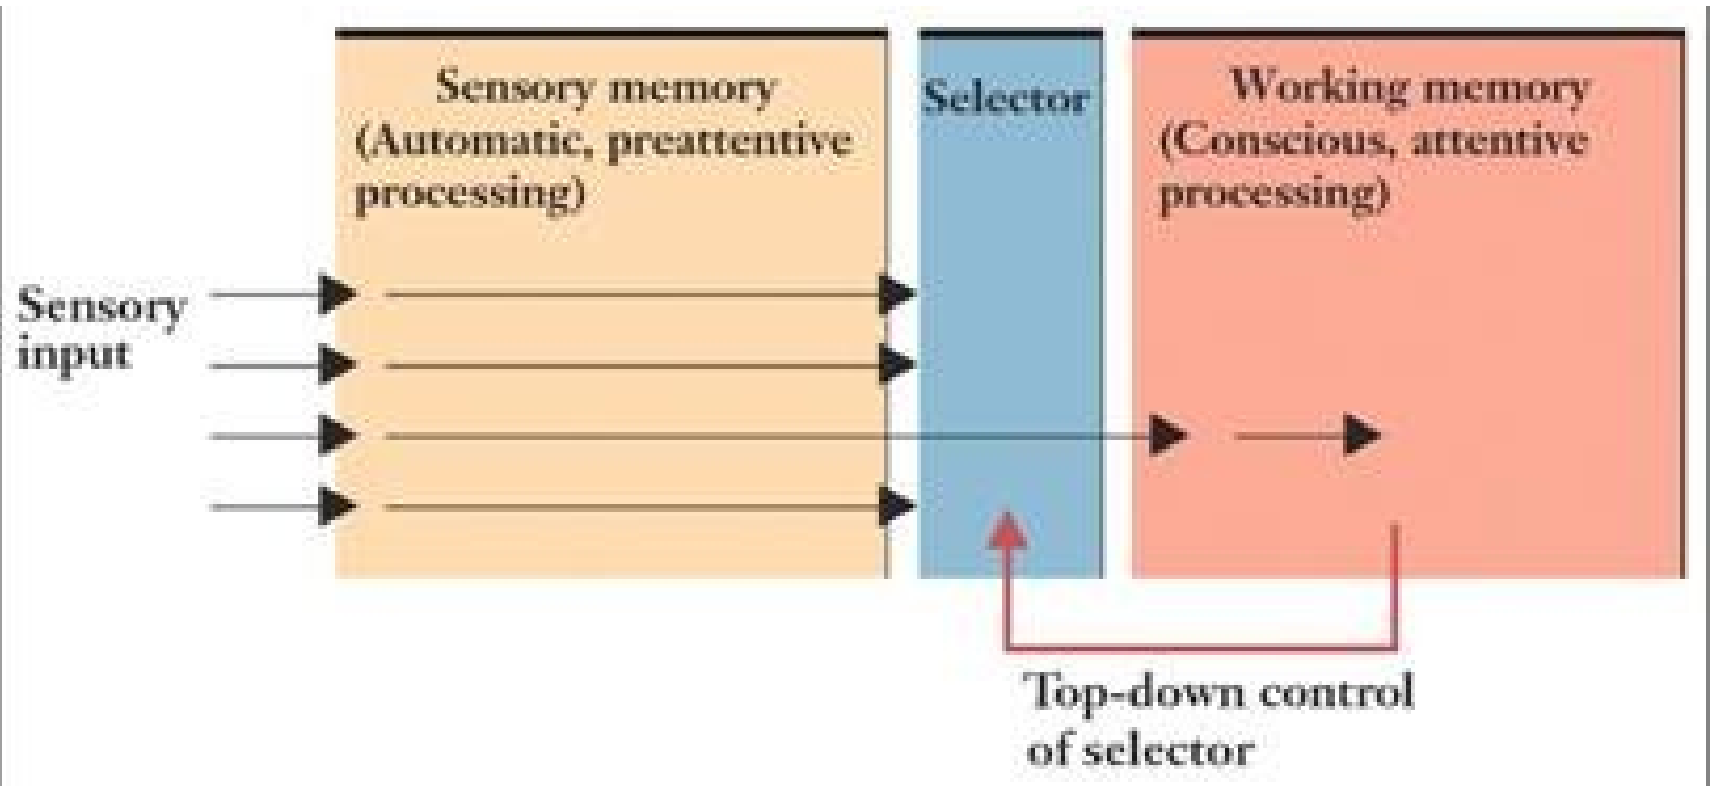 Sensory memory
(Automatic, preattentive
processing)
Selector
Working memory
(Conscious, attentive
processing)
Sensory
input
Top-down control
of selector